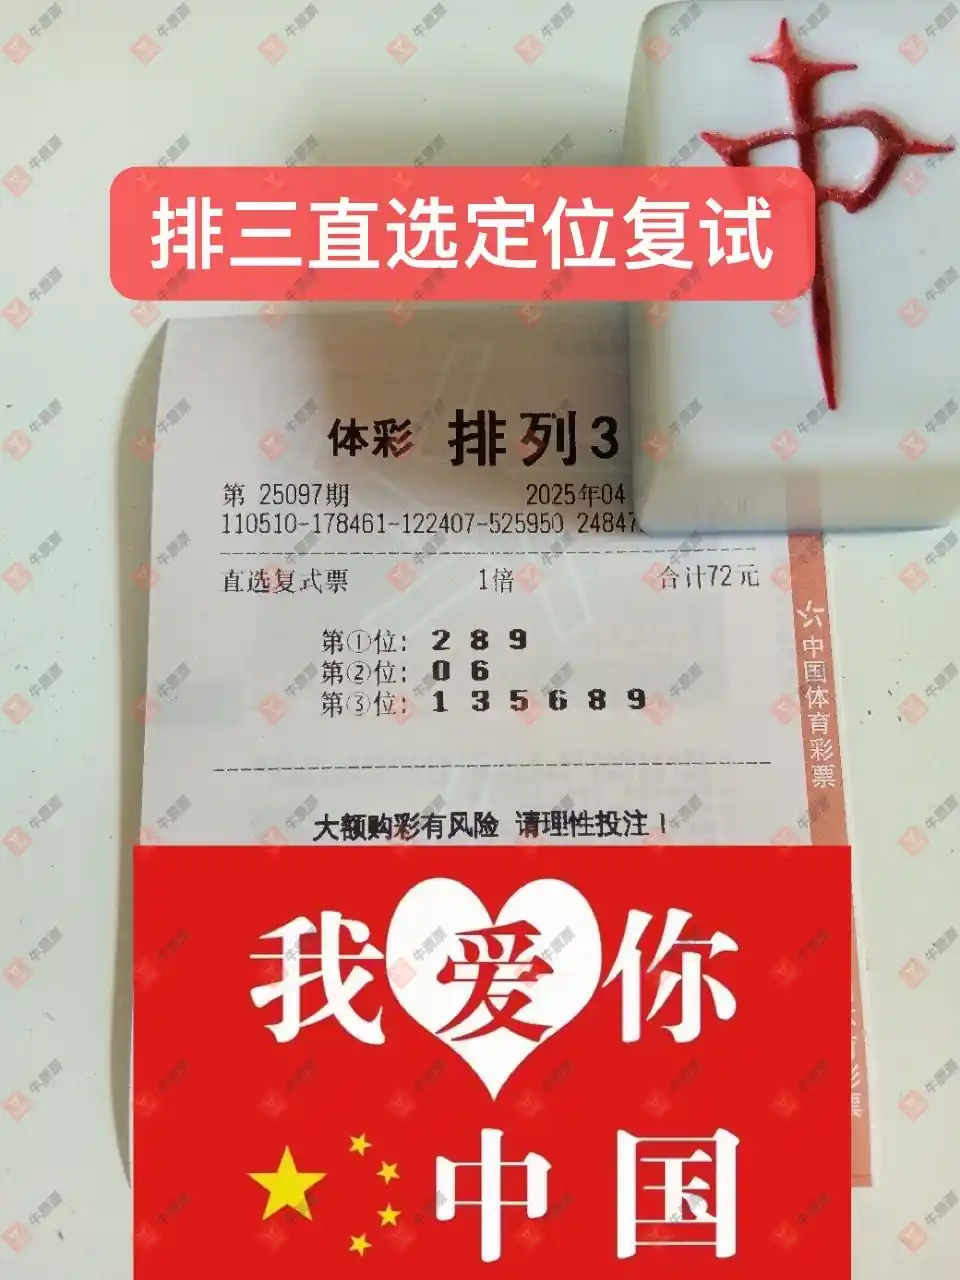 中
排三直选定位复试
体彩 排列3
第 25097期 2025年04
110510-178461-122407-525950 24847
直选复式票 1倍 合计72元
第①位: 2 8 9
第②位: 0 6
第③位: 1 3 5 6 8 9
大额购彩有风险 请理性投注!
中国体育彩票
我爱你
中国
牛彩票